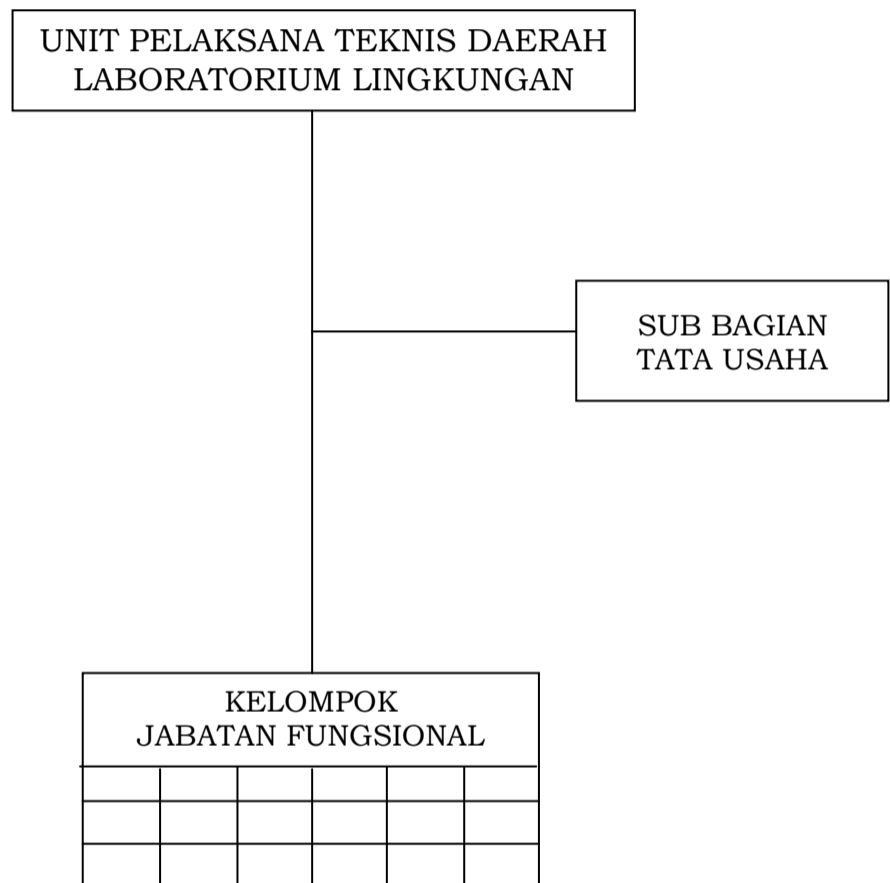 UNIT PELAKSANA TEKNIS DAERAH
LABORATORIUM LINGKUNGAN
SUB BAGIAN
TATA USAHA
KELOMPOK
JABATAN FUNGSIONAL